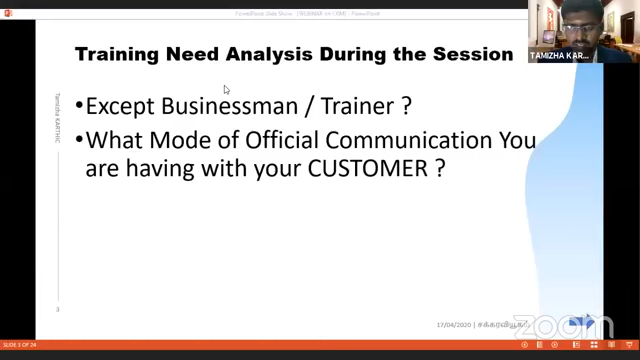 PowerPoint Slide Show - [WEBINAR on LSM] - PowerPoint
TAMIZHA KAR...
Training Need Analysis During the Session
•Except Businessman / Trainer ?
•What Mode of Official Communication You
are having with your CUSTOMER ?
Tamizha KARTHIC
3
17/04/2020 | சக்கரவியூகம்
zoom
SLIDE 3 OF 24